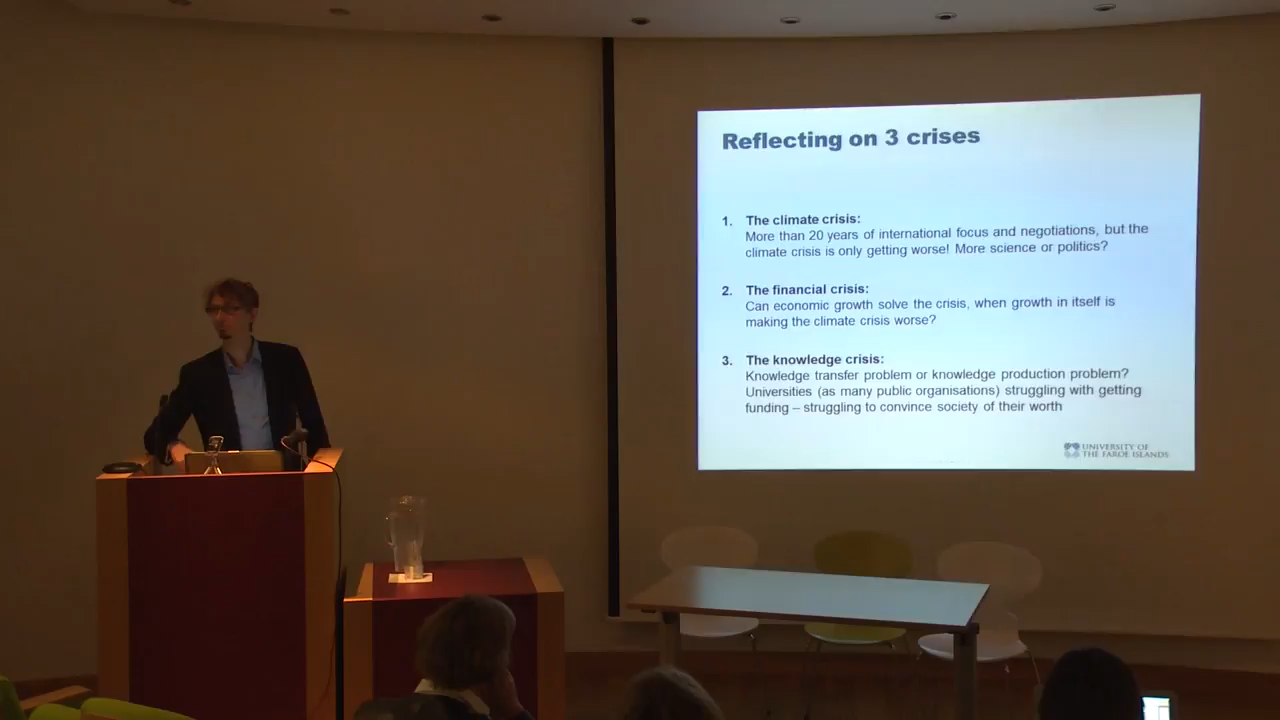 Reflecting on 3 crises
1. The climate crisis:
More than 20 years of international focus and negotiations, but the
climate crisis is only getting worse! More science or politics?
2. The financial crisis:
Can economic growth solve the crisis, when growth in itself is
making the climate crisis worse?
3. The knowledge crisis:
Knowledge transfer problem or knowledge production problem?
Universities (as many public organisations) struggling with getting
funding – struggling to convince society of their worth
UNIVERSITY OF
THE FAROE ISLANDS